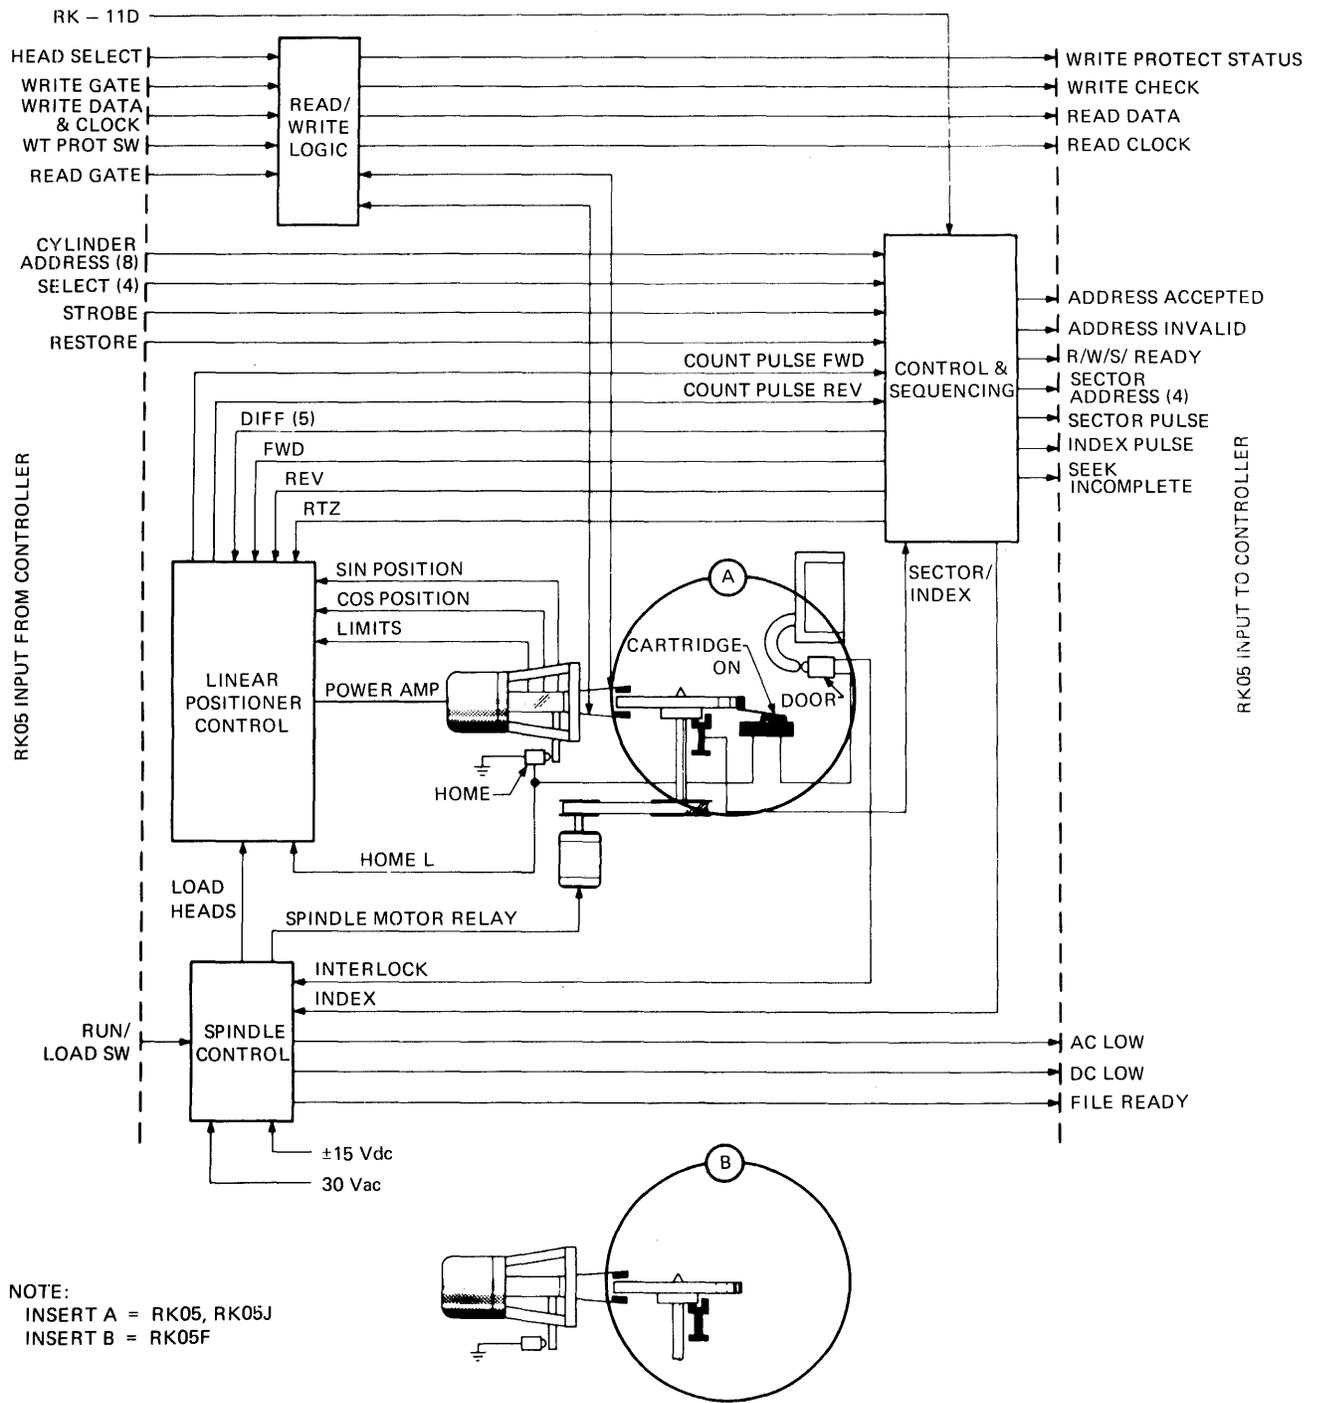 RK – 11D
HEAD SELECT
WRITE GATE
WRITE DATA
& CLOCK
WT PROT SW
READ GATE
READ/
WRITE
LOGIC
WRITE PROTECT STATUS
WRITE CHECK
READ DATA
READ CLOCK
CYLINDER
ADDRESS (8)
SELECT (4)
STROBE
RESTORE
COUNT PULSE FWD
COUNT PULSE REV
DIFF (5)
FWD
REV
RTZ
CONTROL &
SEQUENCING
ADDRESS ACCEPTED
ADDRESS INVALID
R/W/S/ READY
SECTOR
ADDRESS (4)
SECTOR PULSE
INDEX PULSE
SEEK
INCOMPLETE
RK05 INPUT FROM CONTROLLER
RK05 INPUT TO CONTROLLER
SIN POSITION
COS POSITION
LIMITS
LINEAR
POSITIONER
CONTROL
POWER AMP
A
CARTRIDGE
ON
DOOR
SECTOR/
INDEX
HOME
HOME L
LOAD
HEADS
SPINDLE MOTOR RELAY
INTERLOCK
INDEX
RUN/
LOAD SW
SPINDLE
CONTROL
AC LOW
DC LOW
FILE READY
±15 Vdc
30 Vac
B
NOTE:
INSERT A = RK05, RK05J
INSERT B = RK05F